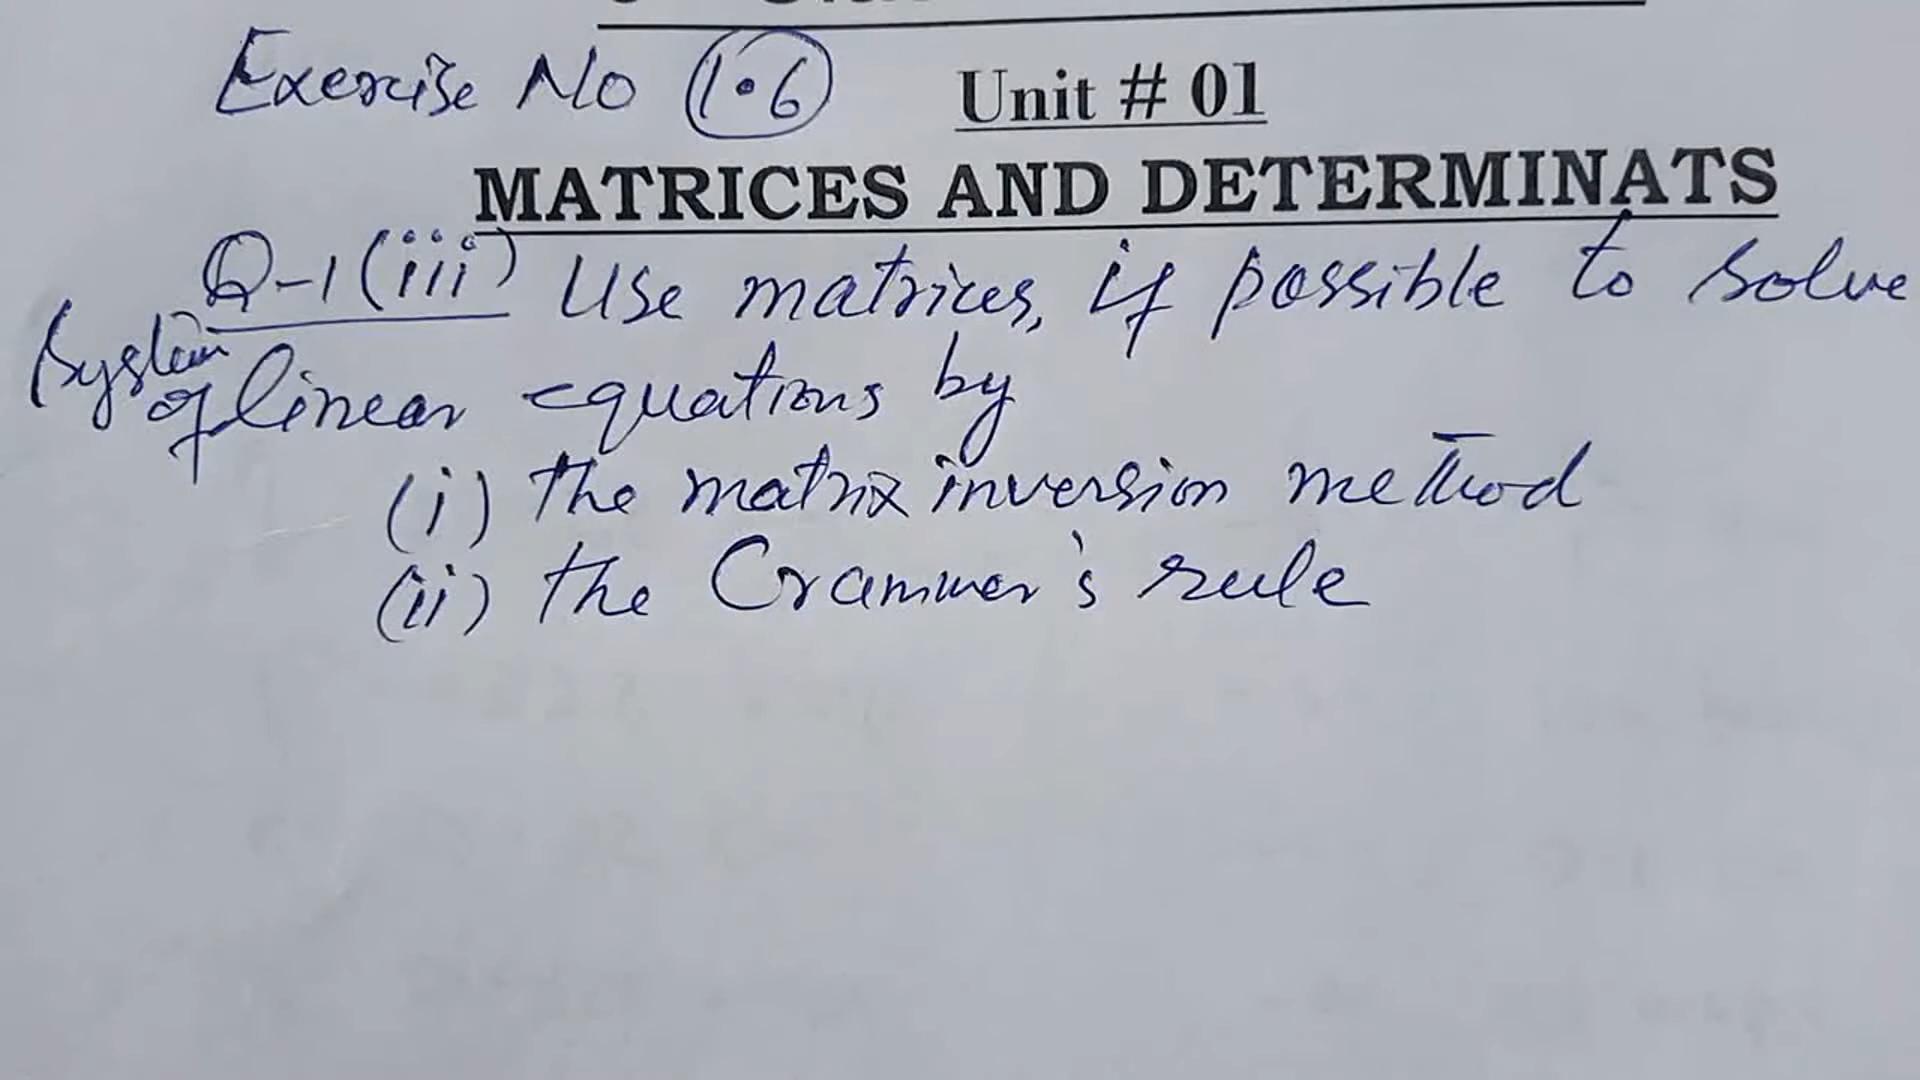 Exercise No 1.6 Unit # 01
MATRICES AND DETERMINATS
Q-1 (iii) Use matrices, if possible to solve
system of linear equations by
(i) the matrix inversion method
(ii) the Crammer's rule